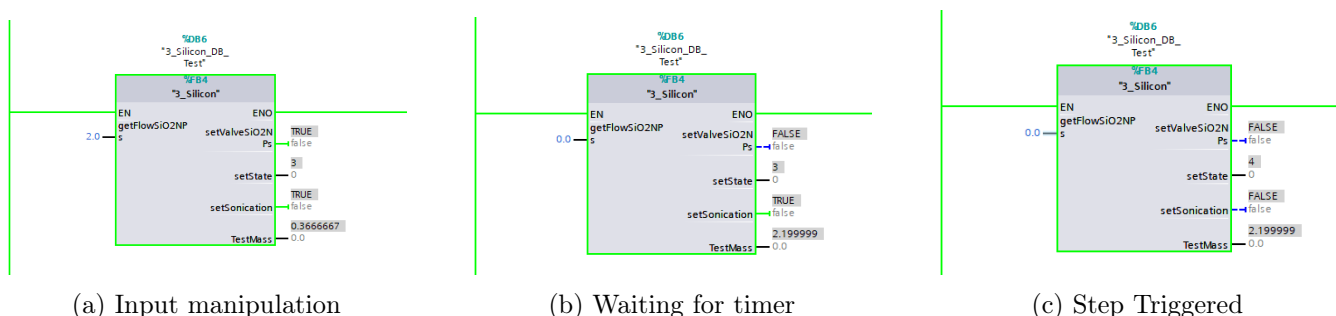 %DB6
"3_Silicon_DB_
Test"
%FB4
"3_Silicon"
EN
ENO
getFlowSiO2NP
s
2.0
setValveSiO2N
Ps
TRUE
false
setState
3
0
setSonication
TRUE
false
TestMass
0.3666667
0.0
(a) Input manipulation
%DB6
"3_Silicon_DB_
Test"
%FB4
"3_Silicon"
EN
ENO
getFlowSiO2NP
s
0.0
setValveSiO2N
Ps
FALSE
false
setState
3
0
setSonication
TRUE
false
TestMass
2.199999
0.0
(b) Waiting for timer
%DB6
"3_Silicon_DB_
Test"
%FB4
"3_Silicon"
EN
ENO
getFlowSiO2NP
s
0.0
setValveSiO2N
Ps
FALSE
false
setState
4
0
setSonication
FALSE
false
TestMass
2.199999
0.0
(c) Step Triggered